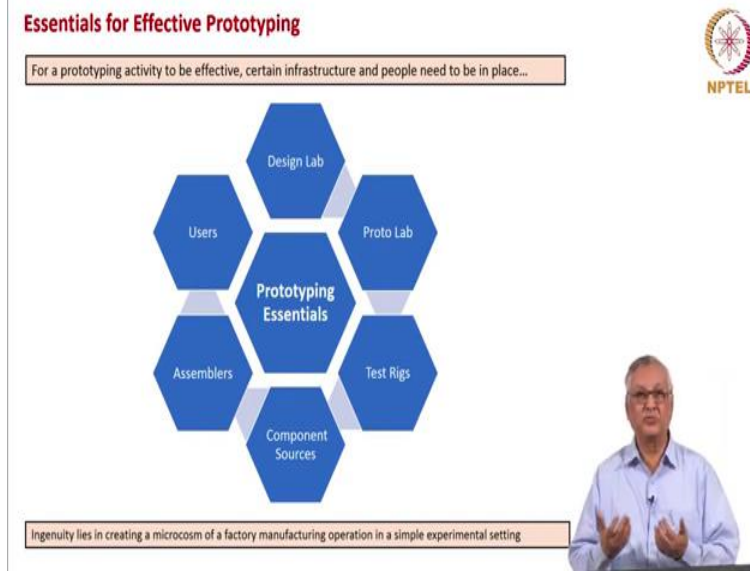 Essentials for Effective Prototyping
NPTEL
For a prototyping activity to be effective, certain infrastructure and people need to be in place...
Design Lab
Users
Proto Lab
Prototyping
Essentials
Assemblers
Test Rigs
Component
Sources
Ingenuity lies in creating a microcosm of a factory manufacturing operation in a simple experimental setting